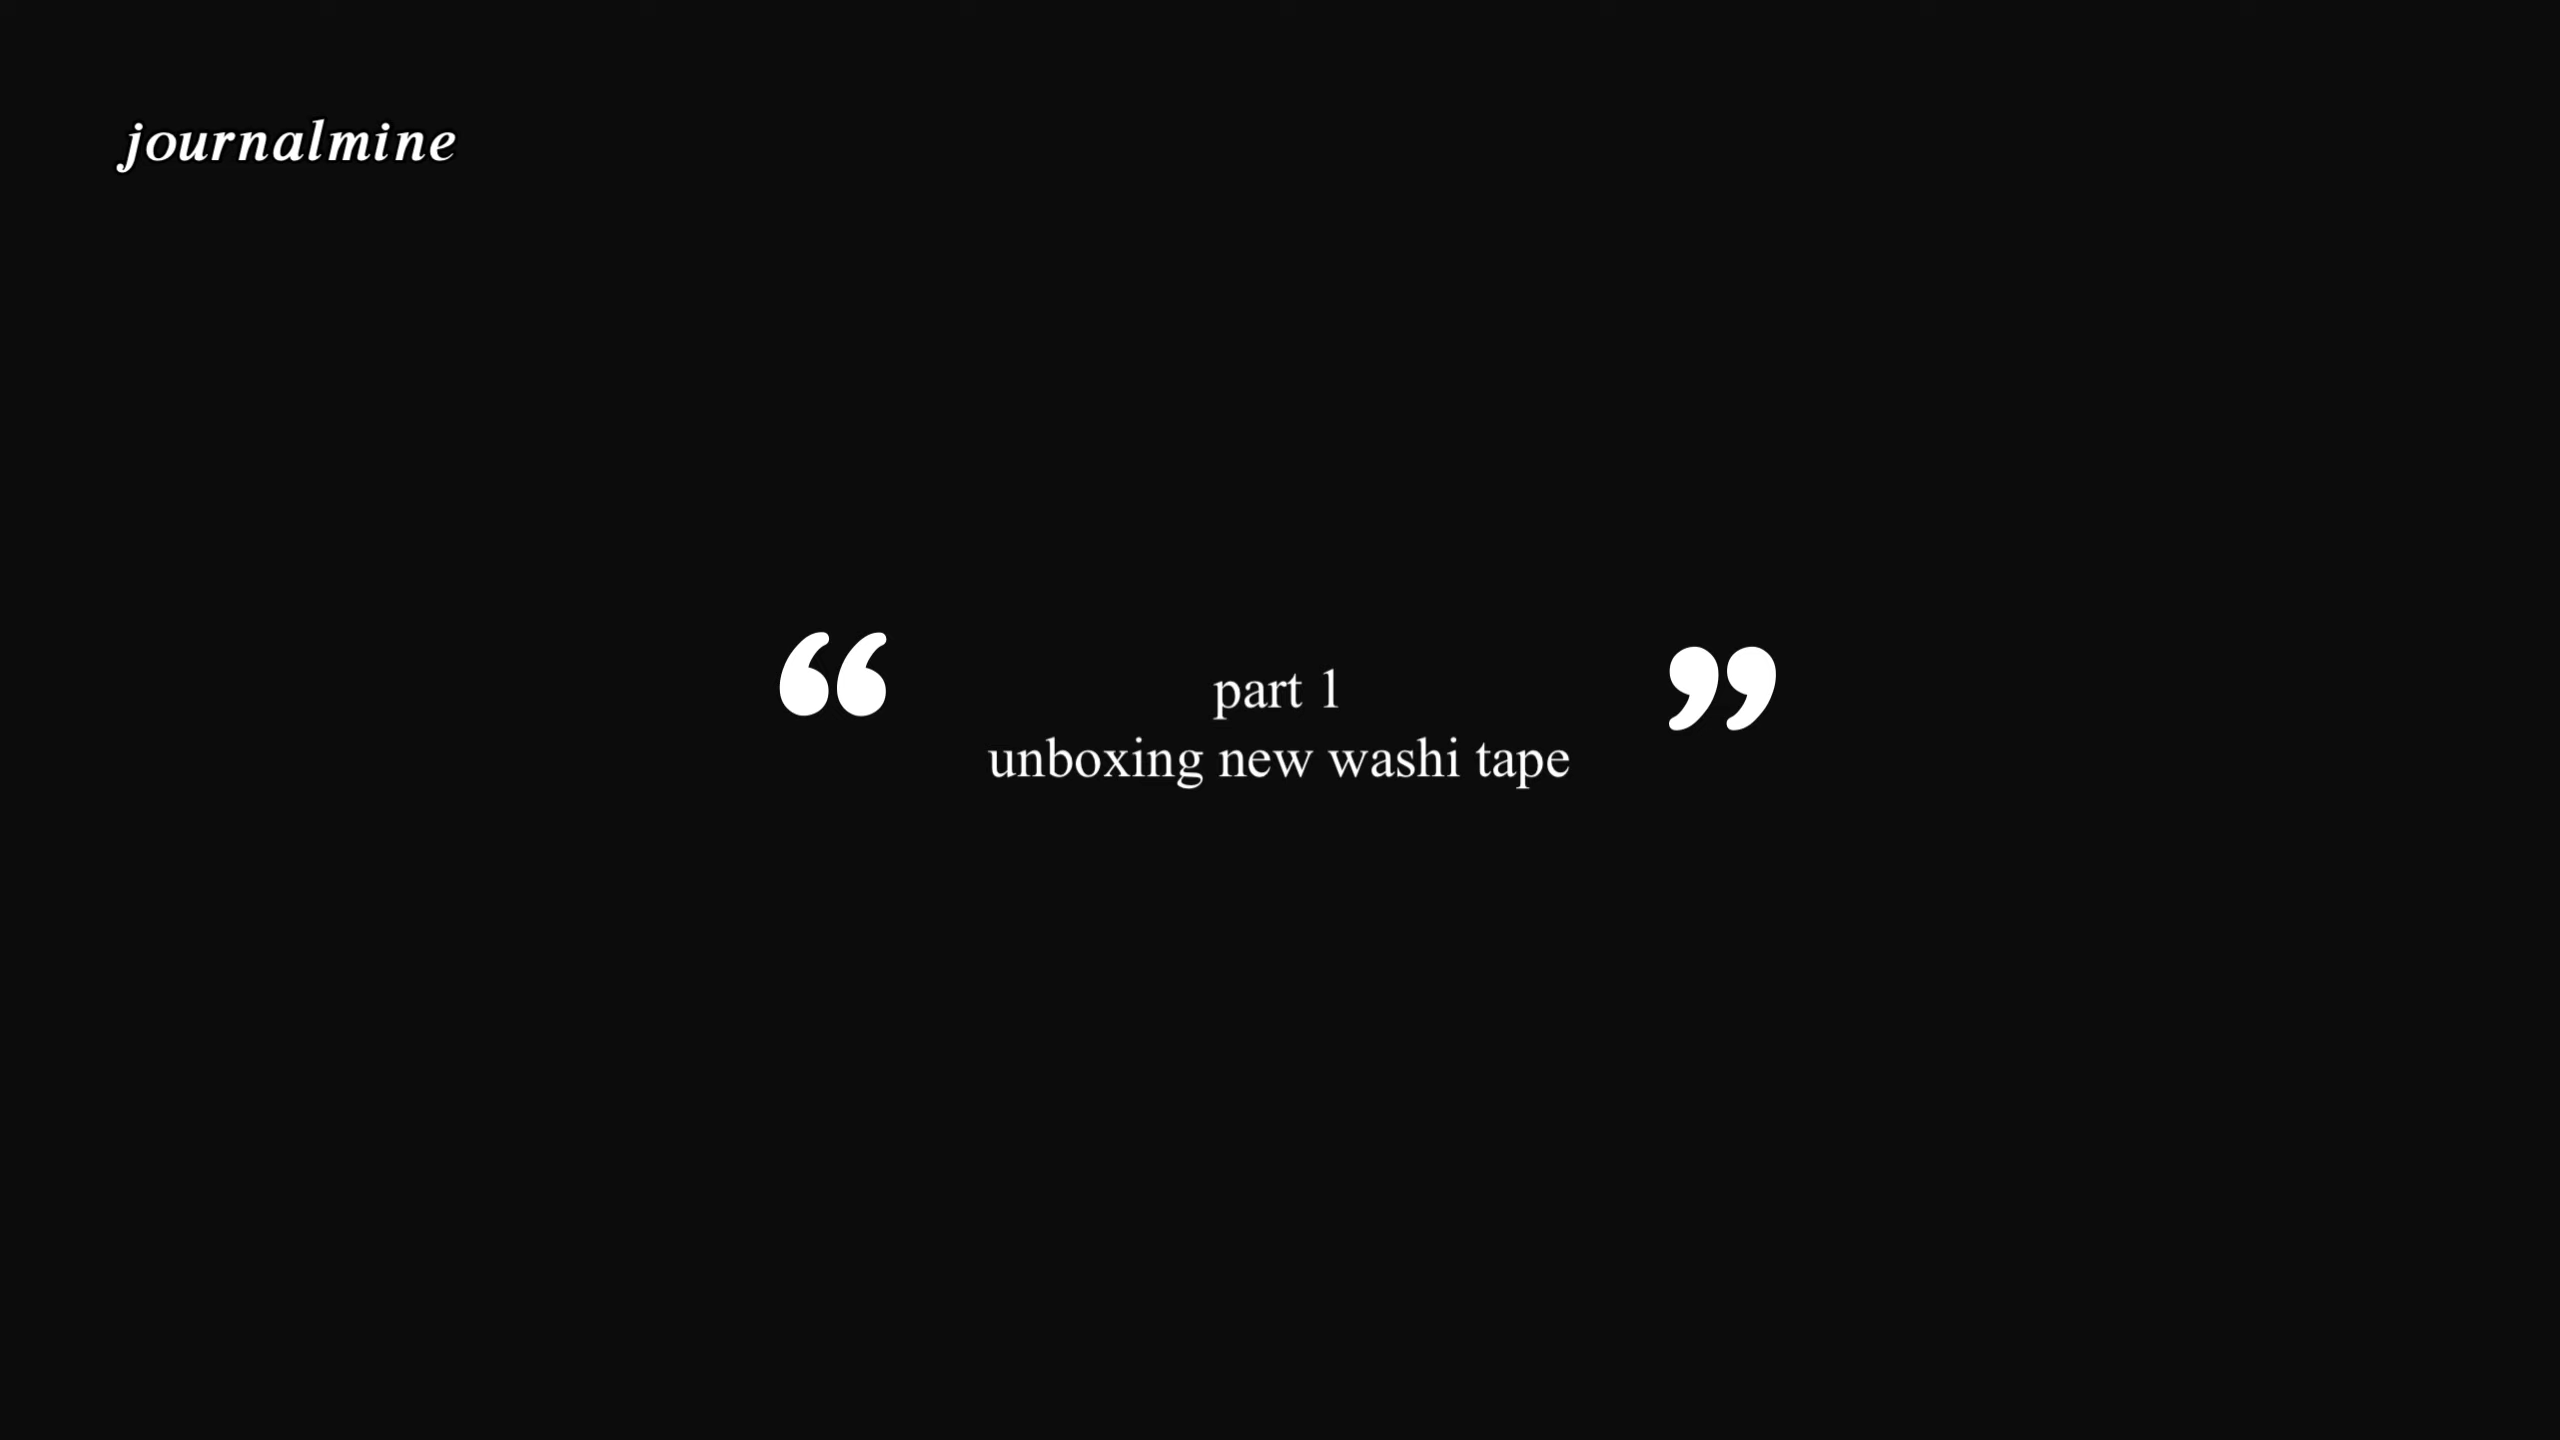 journalmine
“ part 1 ”
unboxing new washi tape